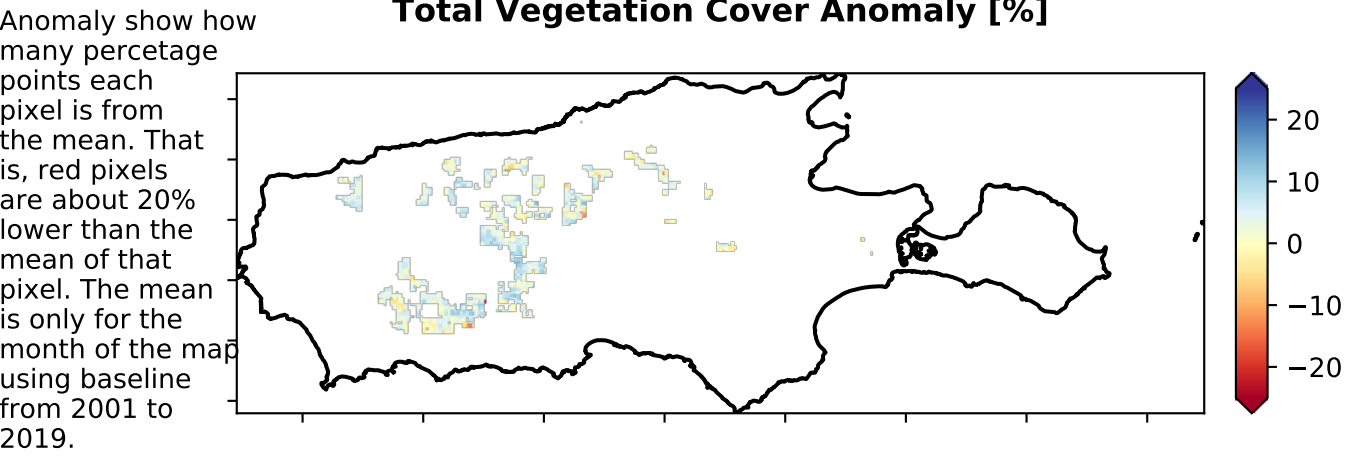 Total Vegetation Cover Anomaly [%]
Anomaly show how
many percetage
points each
pixel is from
the mean. That
is, red pixels
are about 20%
lower than the
mean of that
pixel. The mean
is only for the
month of the map
using baseline
from 2001 to
2019.
20
10
0
−10
−20